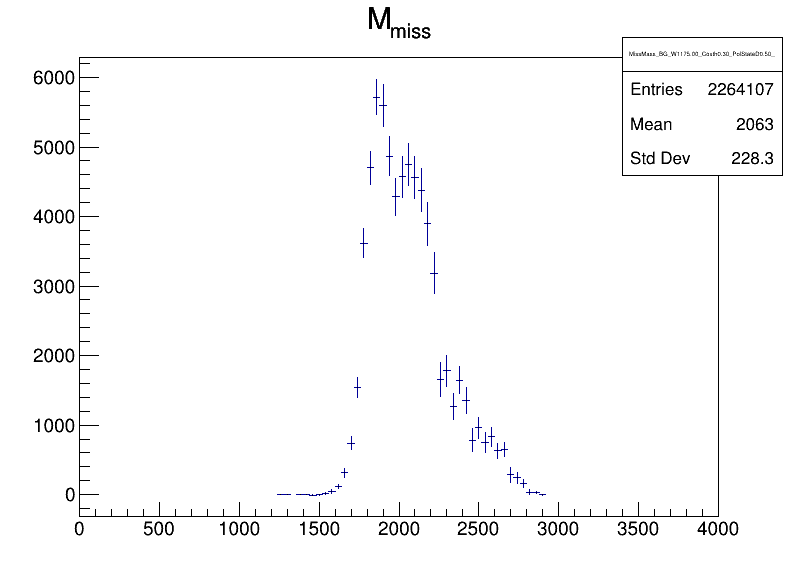 M_miss
MissMass_BG_W1175.00_Costh0.30_PolStateD0.50_
Entries 2264107
Mean 2063
Std Dev 228.3
6000
5000
4000
3000
2000
1000
0
0 500 1000 1500 2000 2500 3000 3500 4000